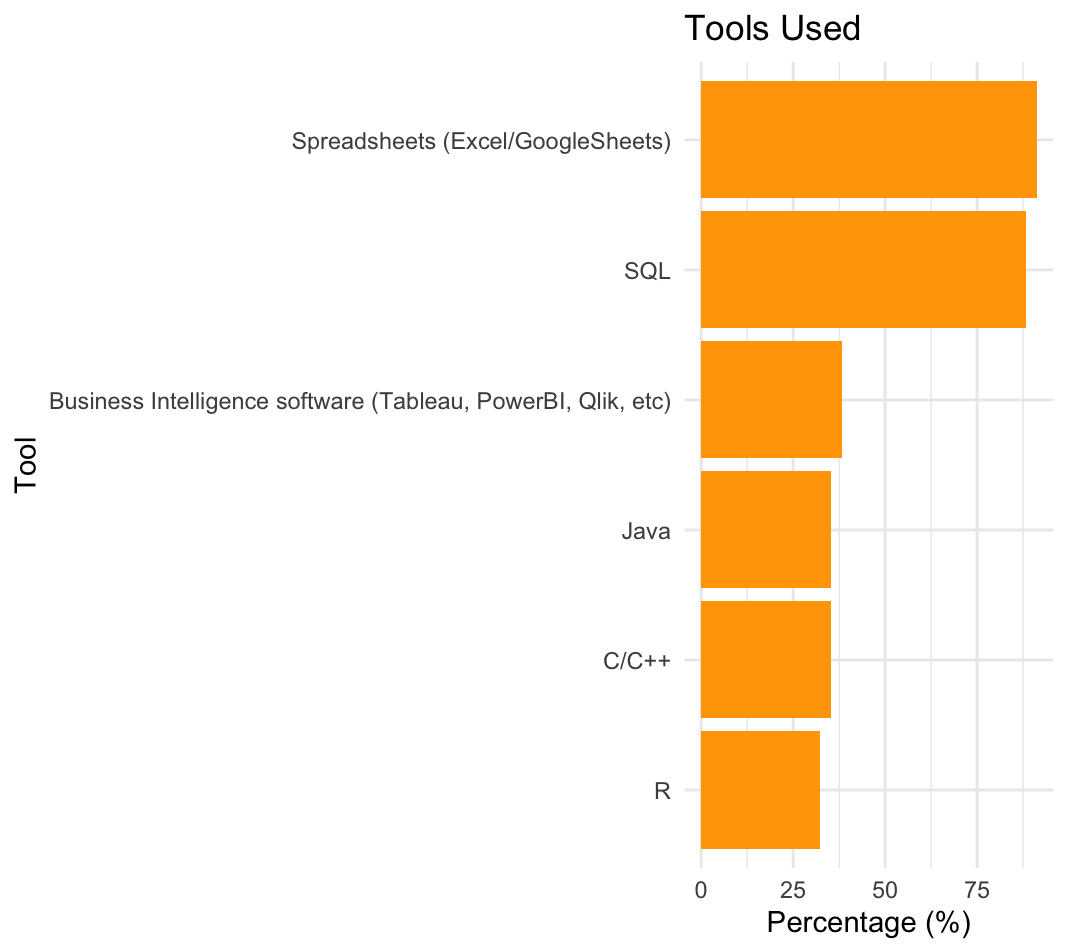 Tools Used
Spreadsheets (Excel/GoogleSheets)
SQL
Business Intelligence software (Tableau, PowerBI, Qlik, etc)
Tool
Java
C/C++
R
0 25 50 75
Percentage (%)